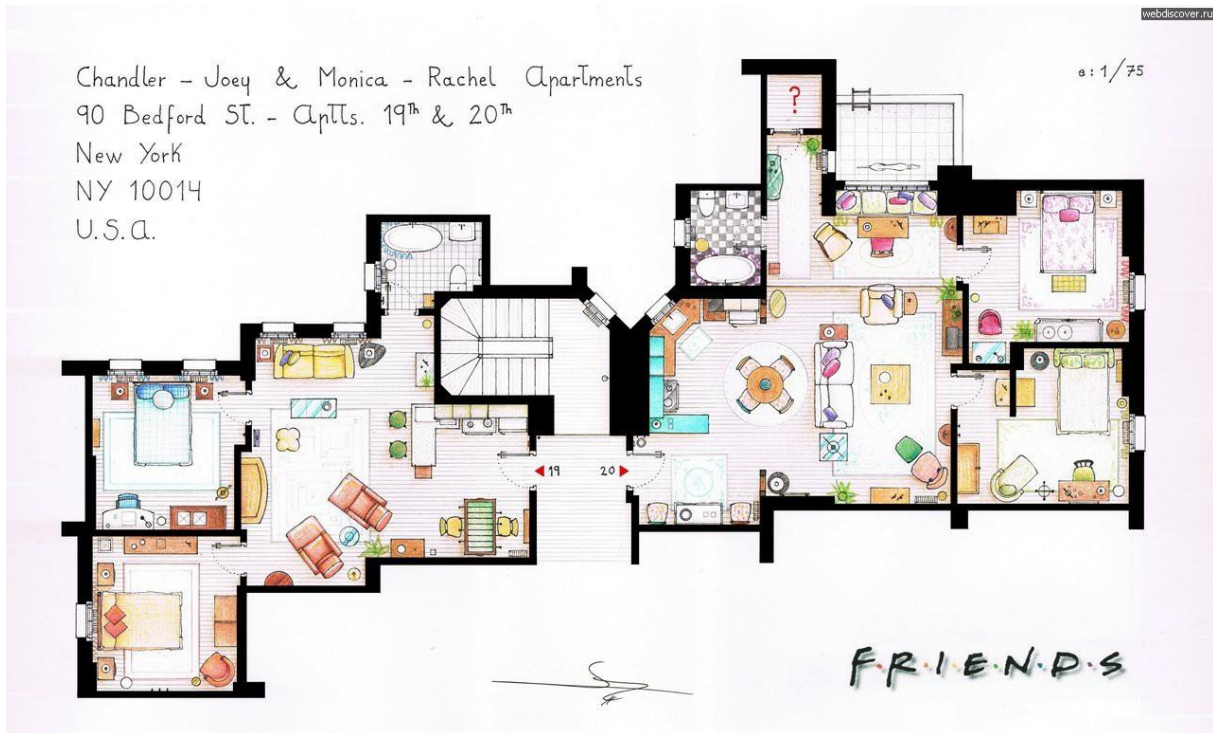 webdiscover.ru
Chandler - Joey & Monica - Rachel Apartments
90 Bedford St. - Aptts. 19th & 20th
New York
NY 10014
U.S.A.
e: 1/75
?
19 20
F·R·I·E·N·D·S